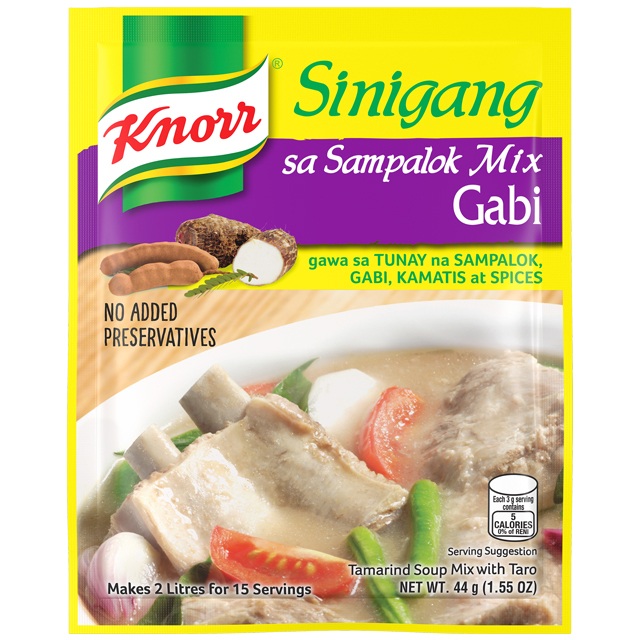 Knorr®
Sinigang
sa Sampalok Mix
Gabi
gawa sa TUNAY na SAMPALOK,
GABI, KAMATIS at SPICES
NO ADDED
PRESERVATIVES
Each 3 g serving
contains
5
CALORIES
0% of RENI
Serving Suggestion
Tamarind Soup Mix with Taro
Makes 2 Litres for 15 Servings
NET WT. 44 g (1.55 OZ)